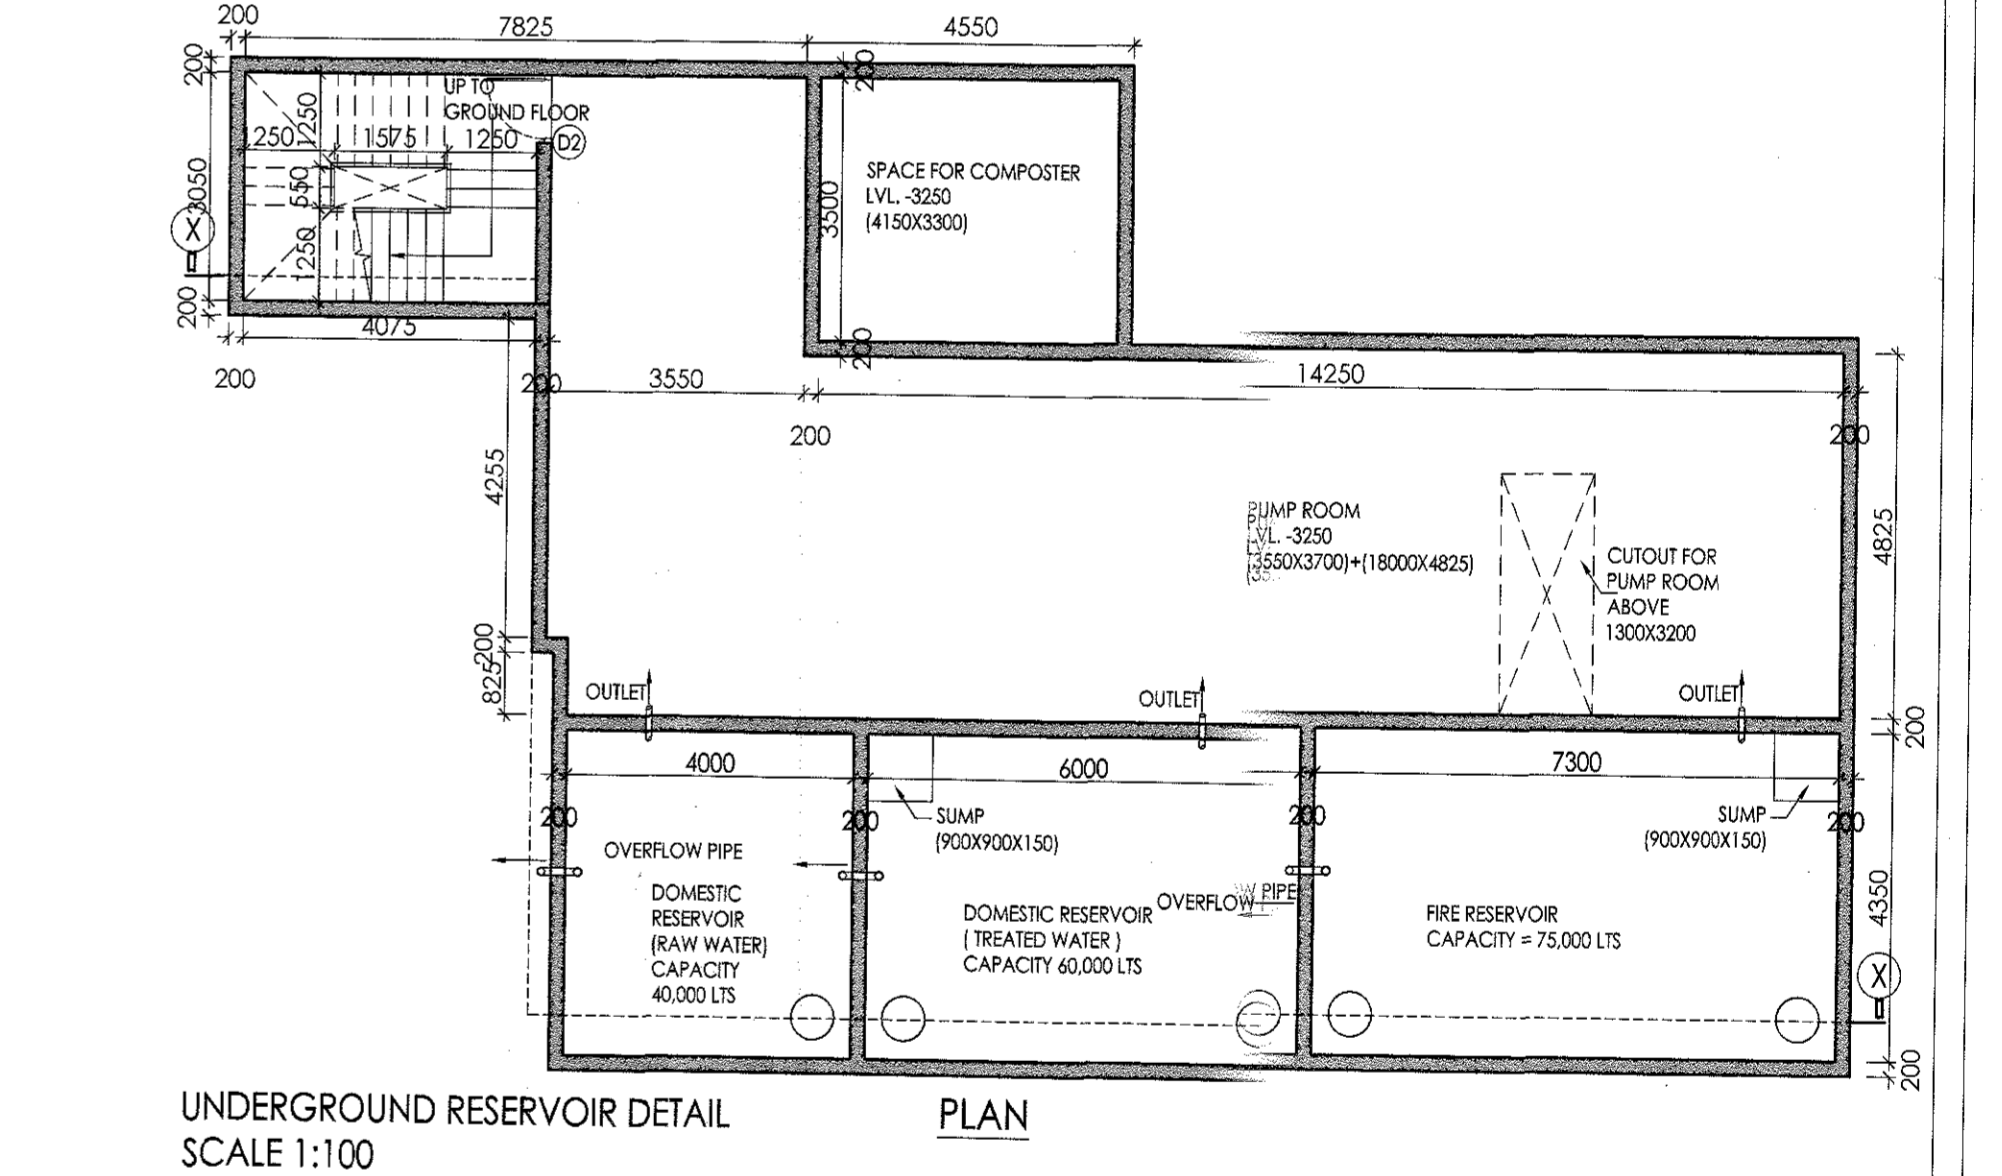 200
7825
4550
200
200
UP TO
GROUND FLOOR
1250
250
1575
1250
D2
SPACE FOR COMPOSTER
LVL. -3250
(4150X3300)
3050
550
3500
X
1250
200
4075
200
200
200
3550
14250
200
200
4255
PUMP ROOM
LVL. -3250
(3550X3700)+(18000X4825)
4825
CUTOUT FOR
PUMP ROOM
ABOVE
1300X3200
200
825
OUTLET
OUTLET
OUTLET
200
4000
6000
7300
200
200
SUMP
(900X900X150)
200
SUMP
(900X900X150)
200
OVERFLOW PIPE
DOMESTIC
RESERVOIR
(RAW WATER)
CAPACITY
40,000 LTS
DOMESTIC RESERVOIR
( TREATED WATER )
CAPACITY 60,000 LTS
OVERFLOW PIPE
FIRE RESERVOIR
CAPACITY = 75,000 LTS
4350
X
200
UNDERGROUND RESERVOIR DETAIL
SCALE 1:100
PLAN